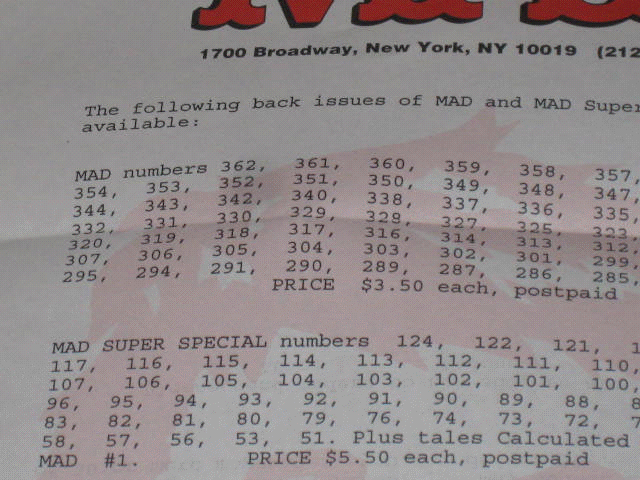 1700 Broadway, New York, NY 10019 (212
The following back issues of MAD and MAD Super
available:
MAD numbers 362, 361, 360, 359, 358, 357,
354, 353, 352, 351, 350, 349, 348, 347,
344, 343, 342, 340, 338, 337, 336, 335,
332, 331, 330, 329, 328, 327, 325, 323,
320, 319, 318, 317, 316, 314, 313, 312,
307, 306, 305, 304, 303, 302, 301, 299,
295, 294, 291, 290, 289, 287, 286, 285,
PRICE $3.50 each, postpaid
MAD SUPER SPECIAL numbers 124, 122, 121, 1
117, 116, 115, 114, 113, 112, 111, 110,
107, 106, 105, 104, 103, 102, 101, 100,
96, 95, 94, 93, 92, 91, 90, 89, 88, 8
83, 82, 81, 80, 79, 76, 74, 73, 72, 7
58, 57, 56, 53, 51. Plus tales Calculated
MAD #1. PRICE $5.50 each, postpaid